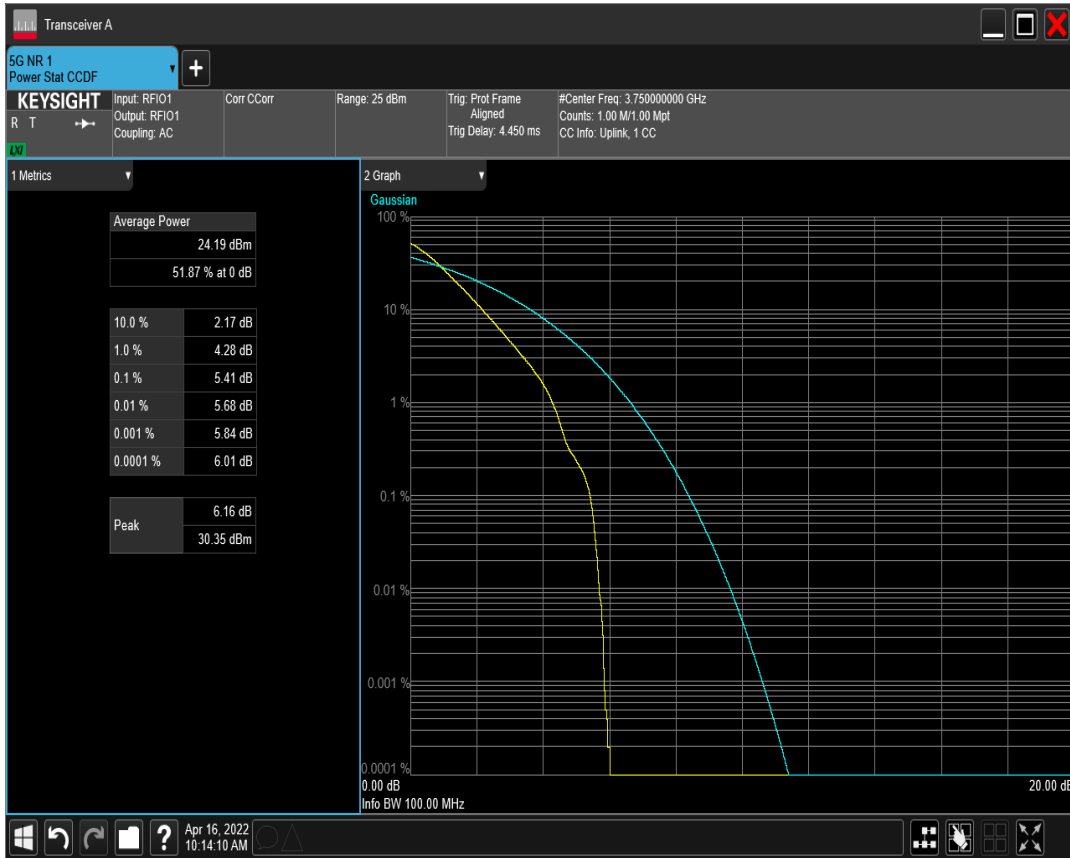 Transceiver A
5G NR 1
Power Stat CCDF
+
KEYSIGHT
R T
LXI
Input: RFIO1
Output: RFIO1
Coupling: AC
Corr CCorr
Range: 25 dBm
Trig: Prot Frame
Aligned
Trig Delay: 4.450 ms
#Center Freq: 3.750000000 GHz
Counts: 1.00 M/1.00 Mpt
CC Info: Uplink, 1 CC
1 Metrics
Average Power
24.19 dBm
51.87 % at 0 dB
10.0 % 2.17 dB
1.0 % 4.28 dB
0.1 % 5.41 dB
0.01 % 5.68 dB
0.001 % 5.84 dB
0.0001 % 6.01 dB
Peak 6.16 dB
30.35 dBm
2 Graph
Gaussian
100 %
10 %
1 %
0.1 %
0.01 %
0.001 %
0.0001 %
0.00 dB 20.00 dB
Info BW 100.00 MHz
?
Apr 16, 2022
10:14:10 AM